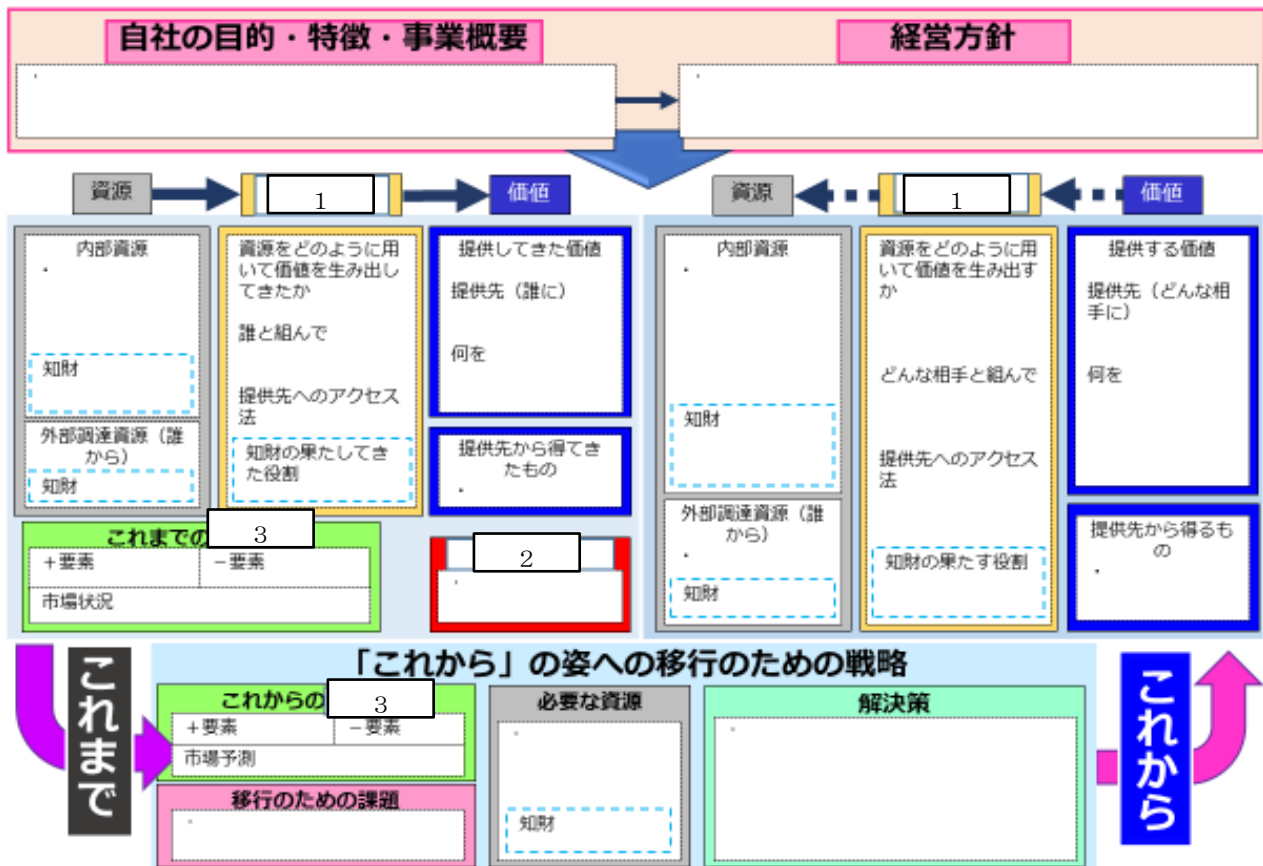 自社の目的・特徴・事業概要
経営方針
資源
1
価値
資源
1
価値
内部資源
知財
外部調達資源（誰
から）
知財
資源をどのように用
いて価値を生み出し
てきたか
誰と組んで
提供先へのアクセス
法
知財の果たしてき
た役割
提供してきた価値
提供先（誰に）
何を
提供先から得てき
たもの
これまでの
3
＋要素
－要素
市場状況
2
内部資源
知財
外部調達資源（誰
から）
知財
資源をどのように用
いて価値を生み出す
か
どんな相手と組んで
提供先へのアクセス
法
知財の果たす役割
提供する価値
提供先（どんな相
手に）
何を
提供先から得るも
の
これまで
「これから」の姿への移行のための戦略
これからの
3
＋要素
－要素
市場予測
移行のための課題
必要な資源
知財
解決策
これから